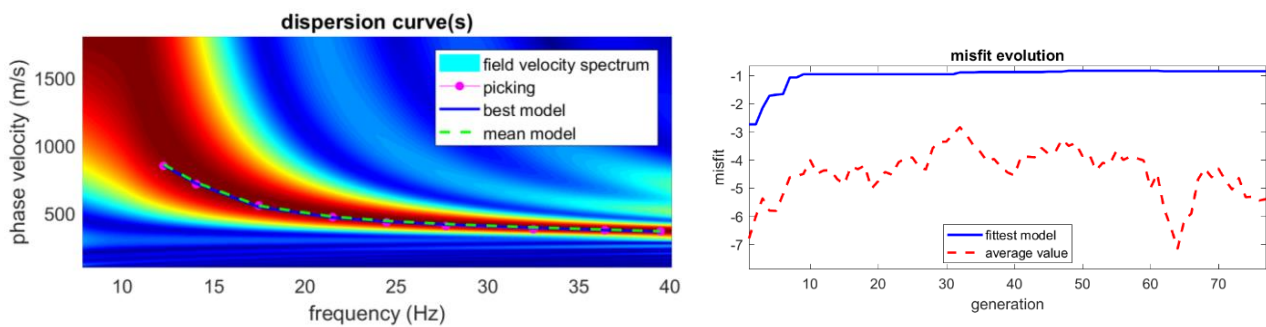 dispersion curve(s)
phase velocity (m/s)
1500
1000
500
field velocity spectrum
picking
best model
mean model
10 15 20 25 30 35 40
frequency (Hz)
misfit evolution
misfit
-1
-2
-3
-4
-5
-6
-7
fittest model
average value
10 20 30 40 50 60 70
generation